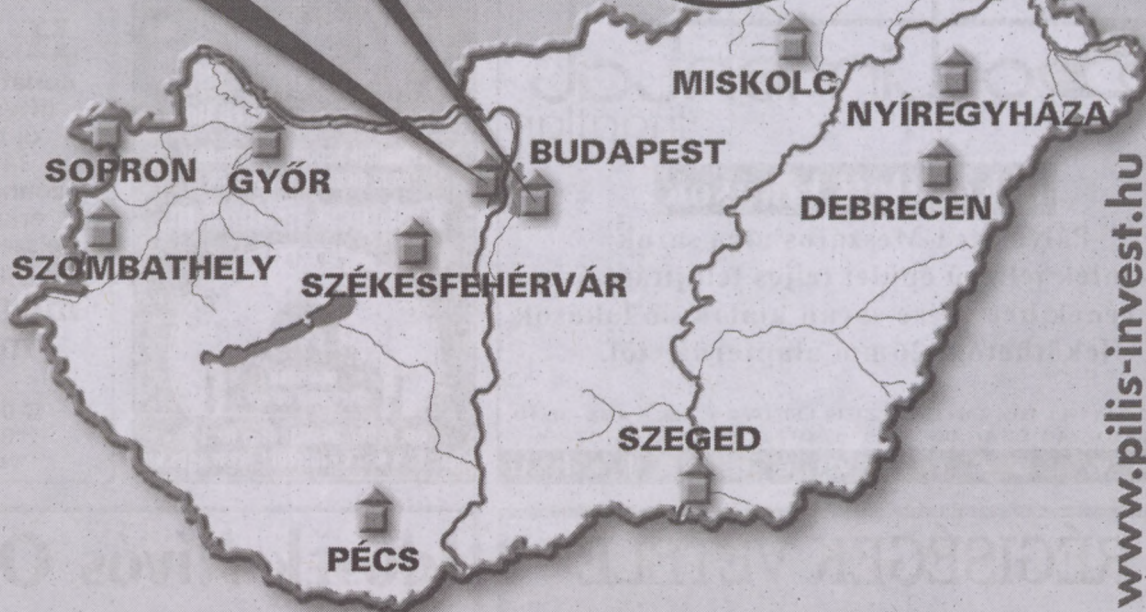 MISKOLC
NYÍREGYHÁZA
BUDAPEST
SOPRON
GYŐR
DEBRECEN
SZOMBATHELY
SZÉKESFEHÉRVÁR
SZEGED
PÉCS
www.pilis-invest.hu